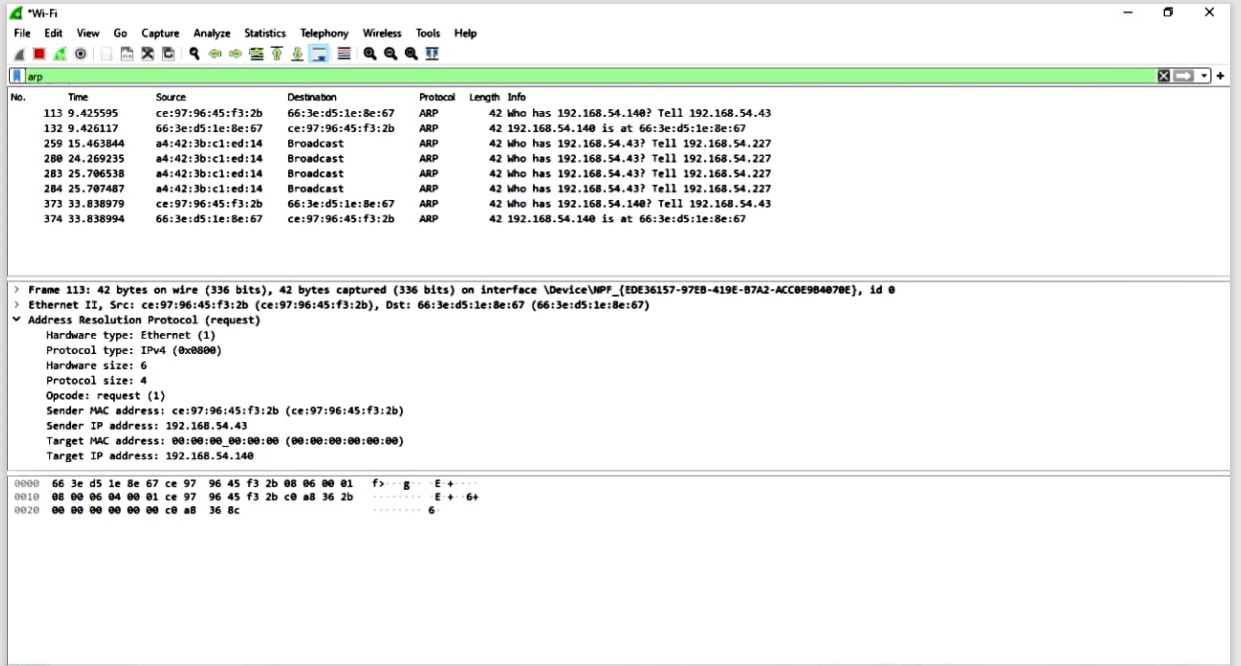 *Wi-Fi
File Edit View Go Capture Analyze Statistics Telephony Wireless Tools Help
arp
No. Time Source Destination Protocol Length Info
113 9.425595 ce:97:96:45:f3:2b 66:3e:d5:1e:8e:67 ARP 42 Who has 192.168.54.140? Tell 192.168.54.43
132 9.426117 66:3e:d5:1e:8e:67 ce:97:96:45:f3:2b ARP 42 192.168.54.140 is at 66:3e:d5:1e:8e:67
259 15.463844 a4:42:3b:c1:ed:14 Broadcast ARP 42 Who has 192.168.54.43? Tell 192.168.54.227
280 24.269235 a4:42:3b:c1:ed:14 Broadcast ARP 42 Who has 192.168.54.43? Tell 192.168.54.227
283 25.706538 a4:42:3b:c1:ed:14 Broadcast ARP 42 Who has 192.168.54.43? Tell 192.168.54.227
284 25.707487 a4:42:3b:c1:ed:14 Broadcast ARP 42 Who has 192.168.54.43? Tell 192.168.54.227
373 33.838979 ce:97:96:45:f3:2b 66:3e:d5:1e:8e:67 ARP 42 Who has 192.168.54.140? Tell 192.168.54.43
374 33.838994 66:3e:d5:1e:8e:67 ce:97:96:45:f3:2b ARP 42 192.168.54.140 is at 66:3e:d5:1e:8e:67
Frame 113: 42 bytes on wire (336 bits), 42 bytes captured (336 bits) on interface \Device\NPF_{EDE36157-97EB-419E-B7A2-ACC0E9B4070E}, id 0
Ethernet II, Src: ce:97:96:45:f3:2b (ce:97:96:45:f3:2b), Dst: 66:3e:d5:1e:8e:67 (66:3e:d5:1e:8e:67)
Address Resolution Protocol (request)
Hardware type: Ethernet (1)
Protocol type: IPv4 (0x0800)
Hardware size: 6
Protocol size: 4
Opcode: request (1)
Sender MAC address: ce:97:96:45:f3:2b (ce:97:96:45:f3:2b)
Sender IP address: 192.168.54.43
Target MAC address: 00:00:00_00:00:00 (00:00:00:00:00:00)
Target IP address: 192.168.54.140
0000 66 3e d5 1e 8e 67 ce 97 96 45 f3 2b 08 06 00 01 f>···g·· ·E·+····
0010 08 00 06 04 00 01 ce 97 96 45 f3 2b c0 a8 36 2b ········ ·E·+··6+
0020 00 00 00 00 00 00 c0 a8 36 8c ········ 6·